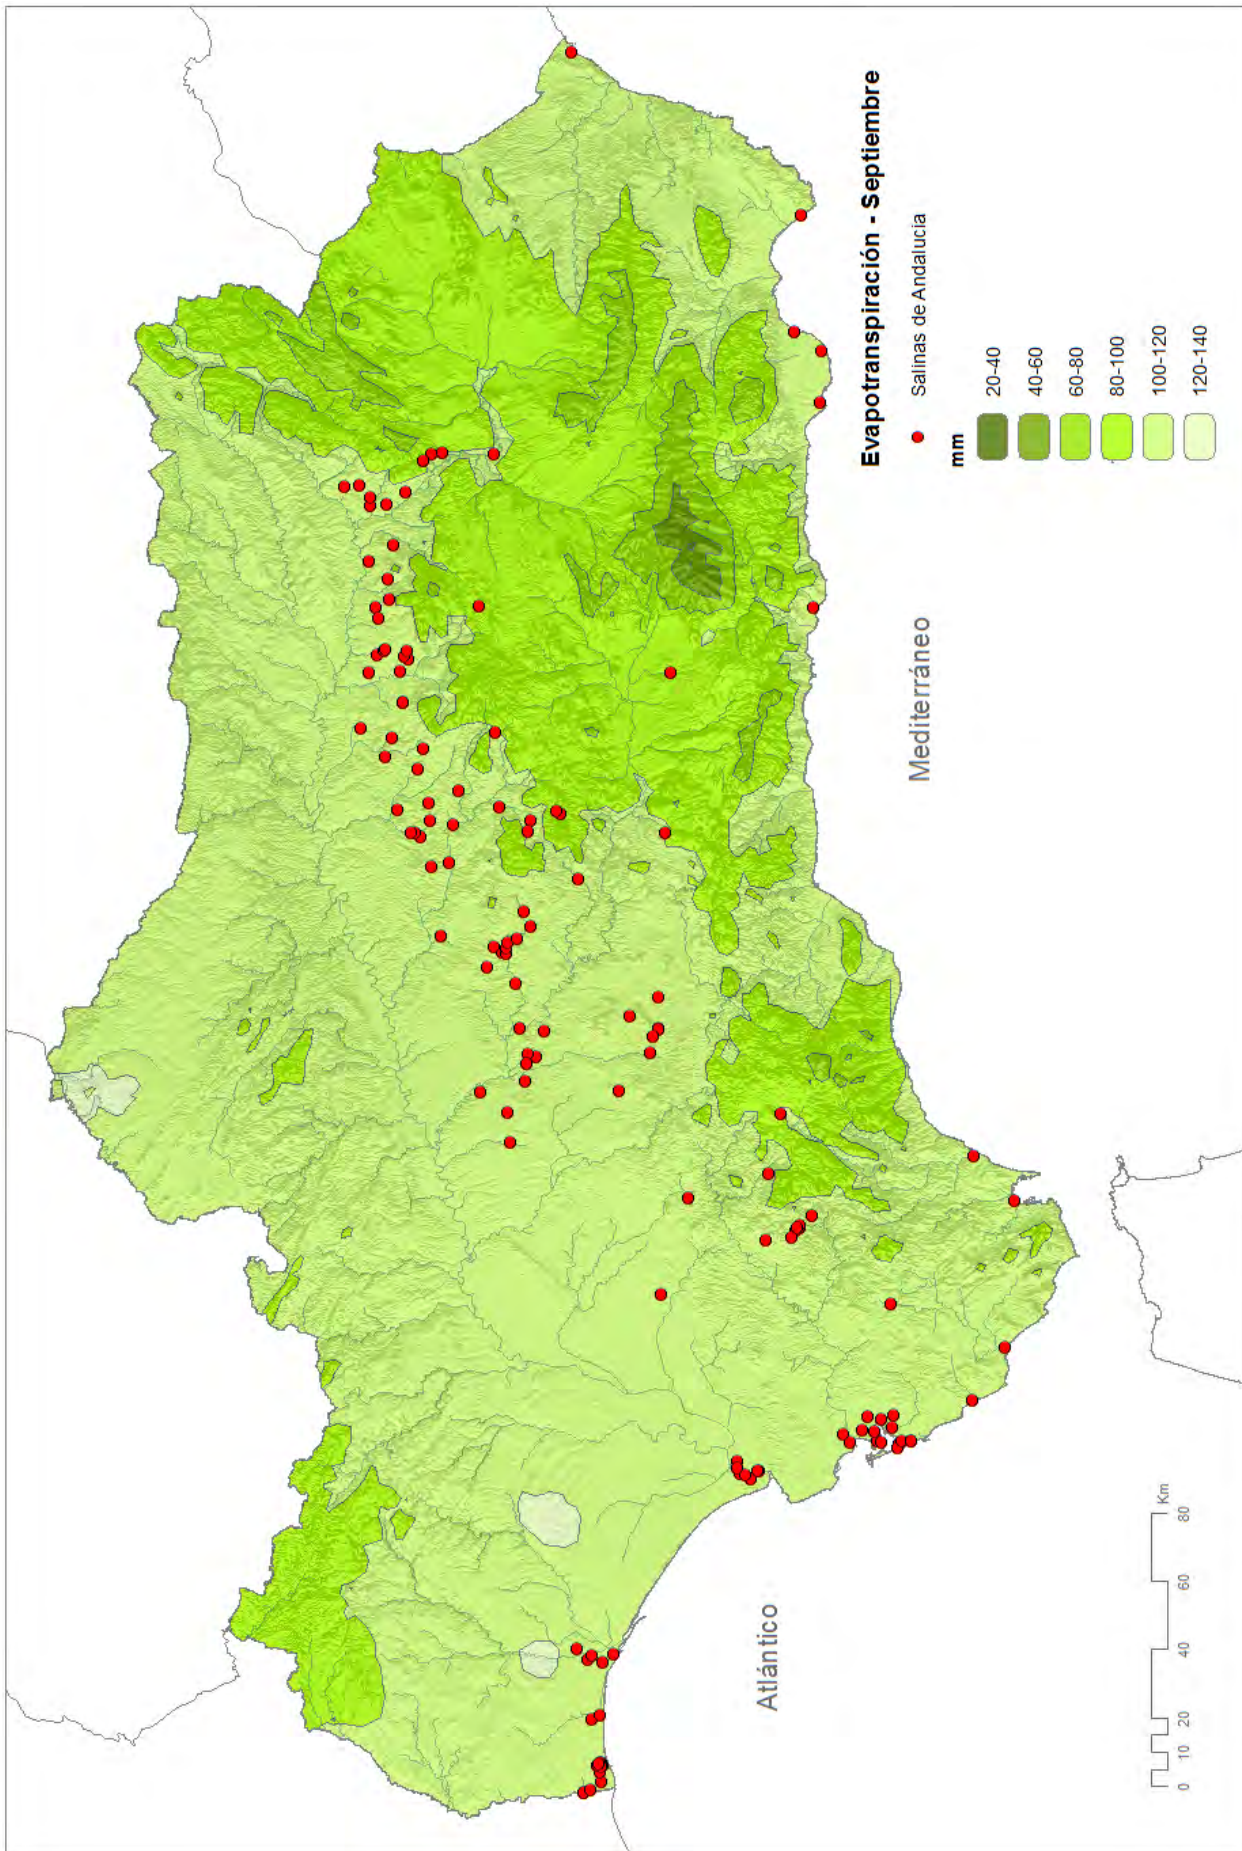 Evapotranspiración - Septiembre
Salinas de Andalucia
mm
20-40
40-60
60-80
80-100
100-120
120-140
Mediterráneo
Atlántico
Km
0 10 20 40 60 80